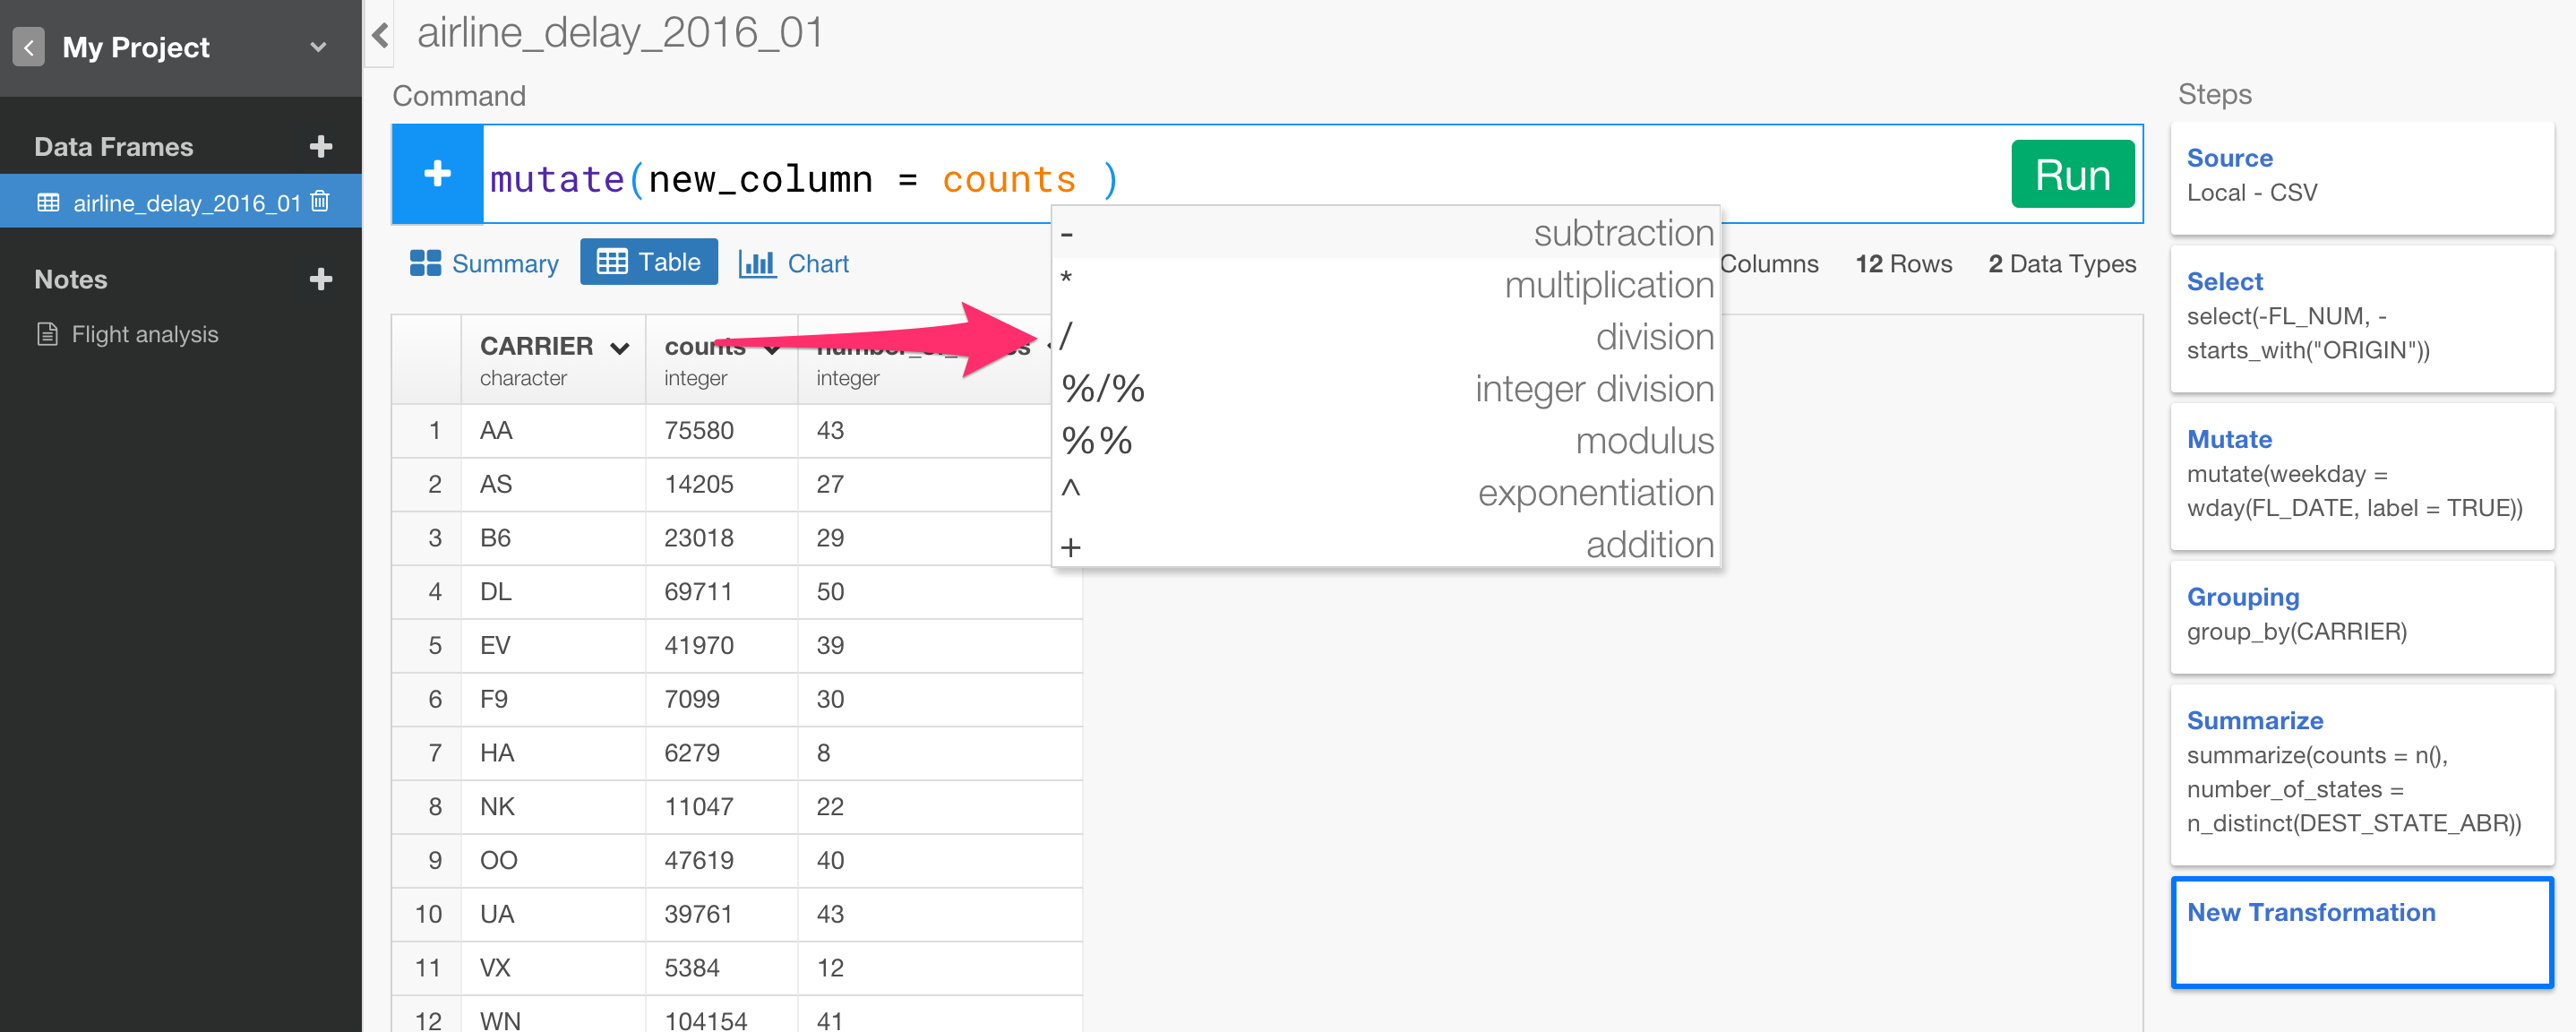 My Project
Data Frames
airline_delay_2016_01
Notes
Flight analysis
airline_delay_2016_01
Command
mutate(new_column = counts )
Run
- subtraction
* multiplication
/ division
%/% integer division
%% modulus
^ exponentiation
+ addition
Summary Table Chart
Columns 12 Rows 2 Data Types
CARRIER counts
character integer integer
1 AA 75580 43
2 AS 14205 27
3 B6 23018 29
4 DL 69711 50
5 EV 41970 39
6 F9 7099 30
7 HA 6279 8
8 NK 11047 22
9 OO 47619 40
10 UA 39761 43
11 VX 5384 12
12 WN 104154 41
Steps
Source
Local - CSV
Select
select(-FL_NUM, -
starts_with("ORIGIN"))
Mutate
mutate(weekday =
wday(FL_DATE, label = TRUE))
Grouping
group_by(CARRIER)
Summarize
summarize(counts = n(),
number_of_states =
n_distinct(DEST_STATE_ABR))
New Transformation